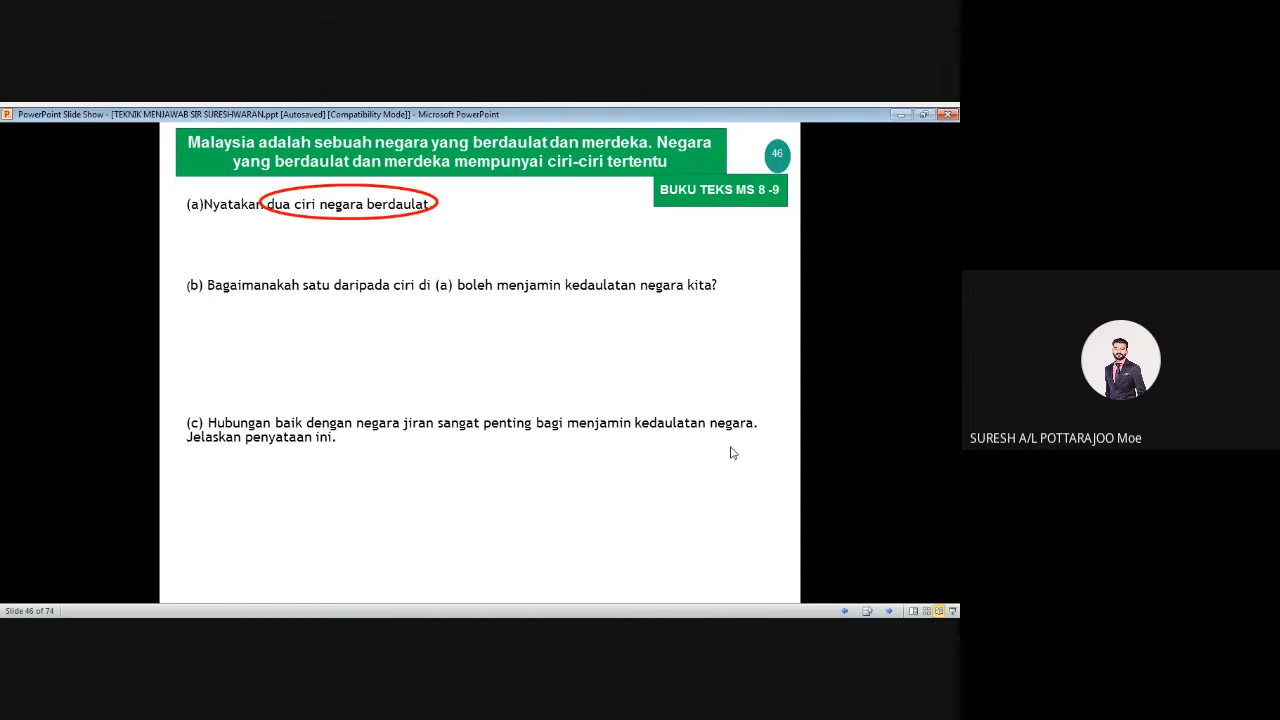 PowerPoint Slide Show - [TEKNIK MENJAWAB SIR SURESHWARAN.ppt [Autosaved] [Compatibility Mode]] - Microsoft PowerPoint
Malaysia adalah sebuah negara yang berdaulat dan merdeka. Negara
yang berdaulat dan merdeka mempunyai ciri-ciri tertentu
46
BUKU TEKS MS 8 -9
(a)Nyatakan dua ciri negara berdaulat
(b) Bagaimanakah satu daripada ciri di (a) boleh menjamin kedaulatan negara kita?
(c) Hubungan baik dengan negara jiran sangat penting bagi menjamin kedaulatan negara.
Jelaskan penyataan ini.
SURESH A/L POTTARAJOO Moe
Slide 46 of 74